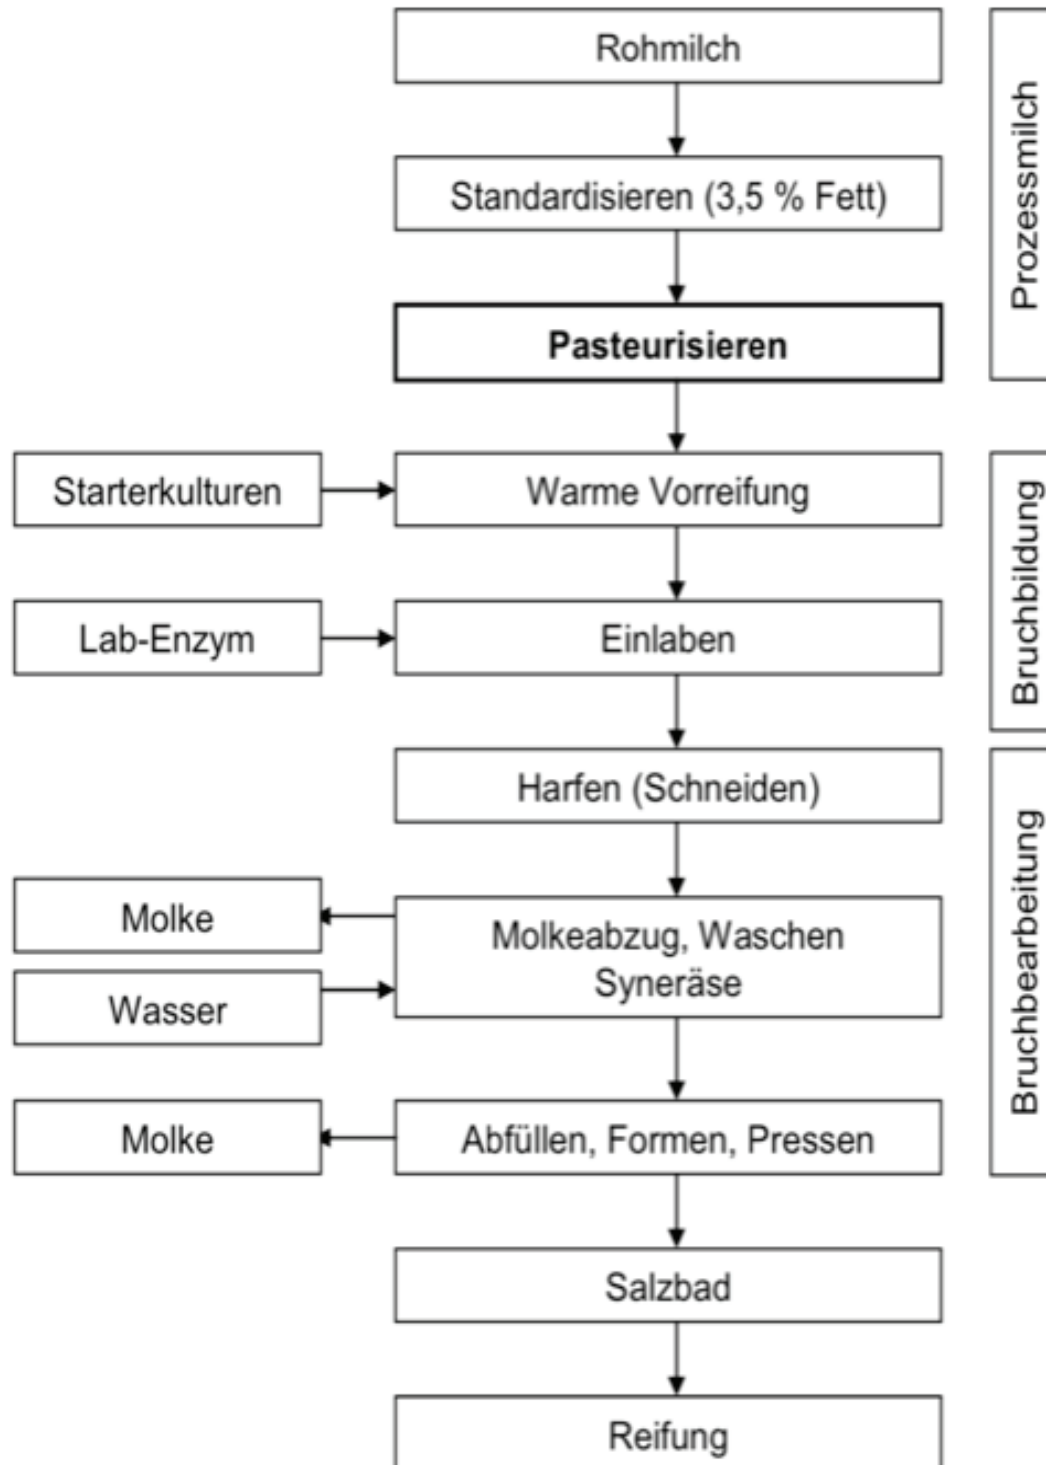 Rohmilch
Standardisieren (3,5 % Fett)
Pasteurisieren
Prozessmilch
Starterkulturen
Warme Vorreifung
Lab-Enzym
Einlaben
Bruchbildung
Harfen (Schneiden)
Molke
Molkeabzug, Waschen
Syneräse
Wasser
Molke
Abfüllen, Formen, Pressen
Bruchbearbeitung
Salzbad
Reifung